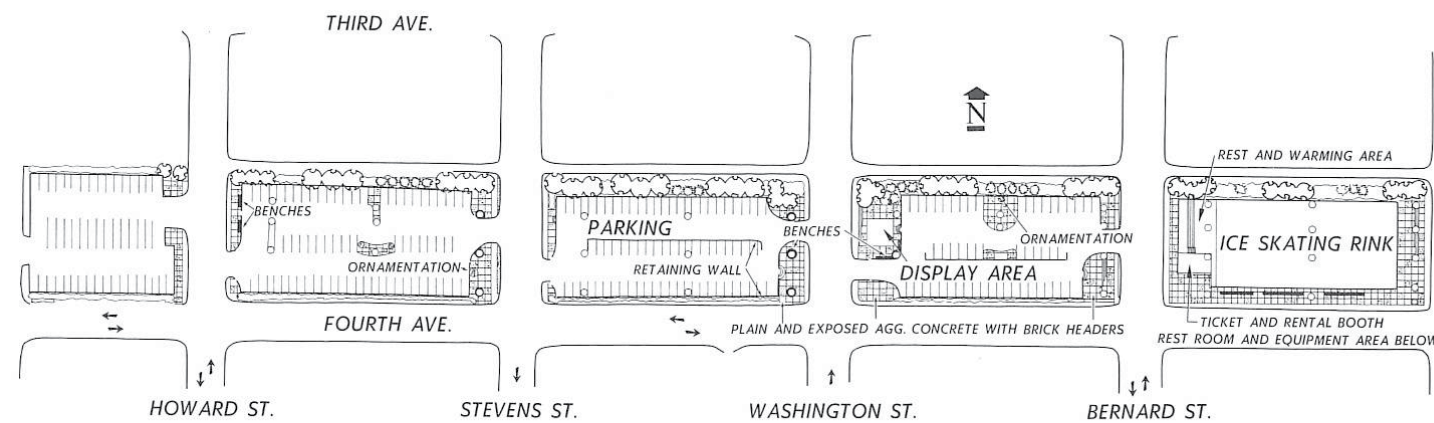 THIRD AVE.
N
REST AND WARMING AREA
BENCHES
PARKING
BENCHES
ORNAMENTATION
ICE SKATING RINK
ORNAMENTATION
RETAINING WALL
DISPLAY AREA
FOURTH AVE.
PLAIN AND EXPOSED AGG. CONCRETE WITH BRICK HEADERS
TICKET AND RENTAL BOOTH
REST ROOM AND EQUIPMENT AREA BELOW
HOWARD ST.
STEVENS ST.
WASHINGTON ST.
BERNARD ST.